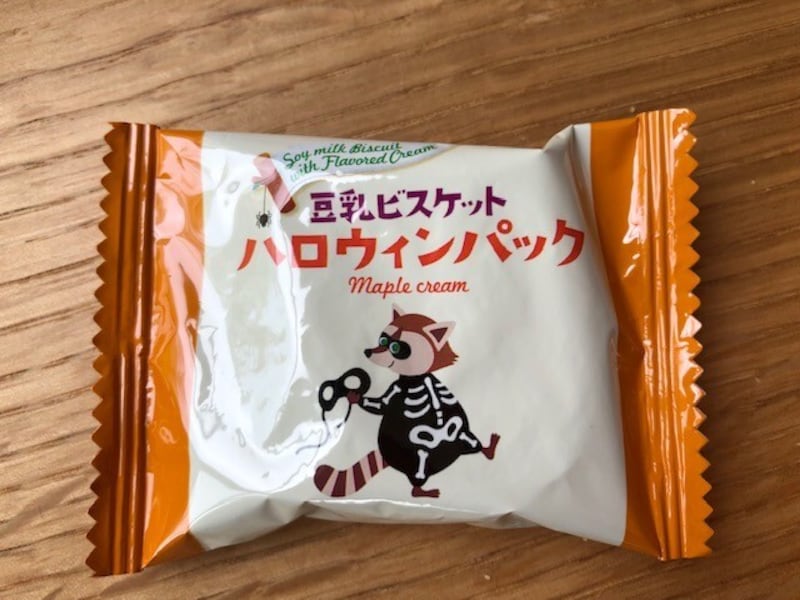 Soy milk Biscuit
with Flavored Cream
豆乳ビスケット
ハロウィンパック
Maple cream